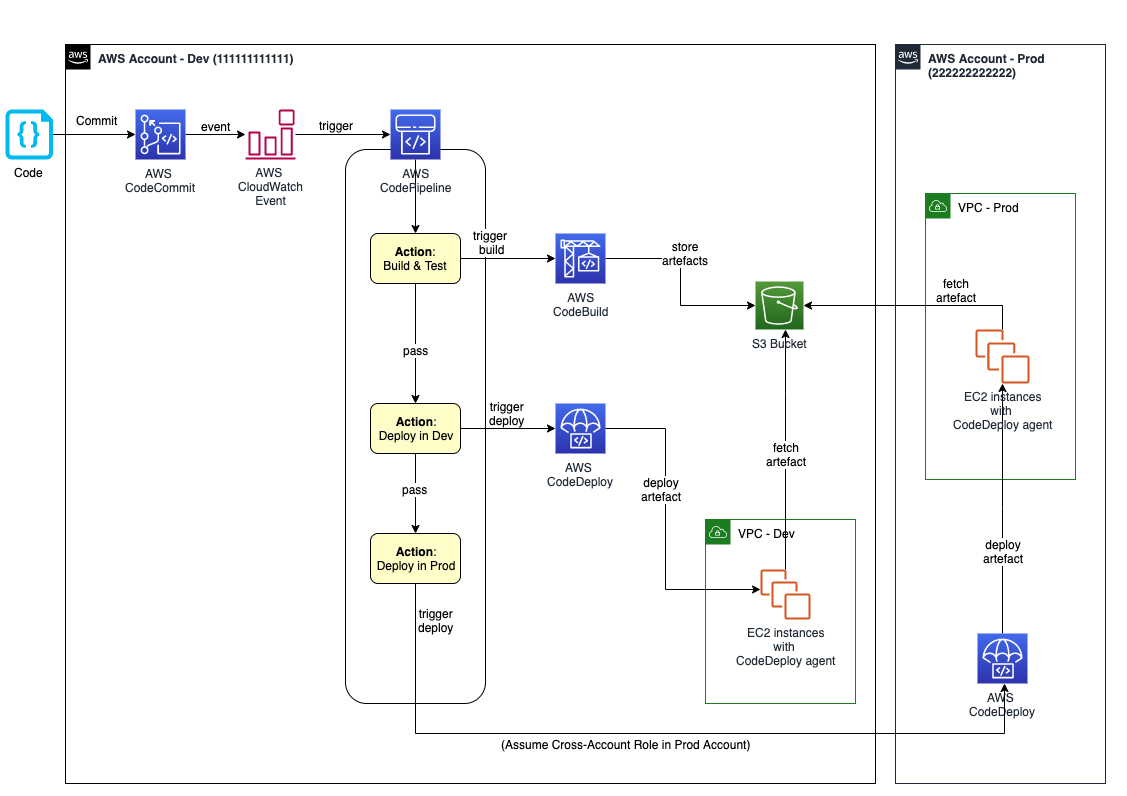 aws
AWS Account - Dev (111111111111)
aws
AWS Account - Prod
(222222222222)
Commit
event
trigger
Code
AWS
CodeCommit
AWS
CloudWatch
Event
AWS
CodePipeline
VPC - Prod
Action:
Build & Test
trigger
build
AWS
CodeBuild
store
artefacts
S3 Bucket
fetch
artefact
EC2 instances
with
CodeDeploy agent
pass
Action:
Deploy in Dev
trigger
deploy
AWS
CodeDeploy
deploy
artefact
fetch
artefact
pass
VPC - Dev
Action:
Deploy in Prod
trigger
deploy
EC2 instances
with
CodeDeploy agent
deploy
artefact
AWS
CodeDeploy
(Assume Cross-Account Role in Prod Account)